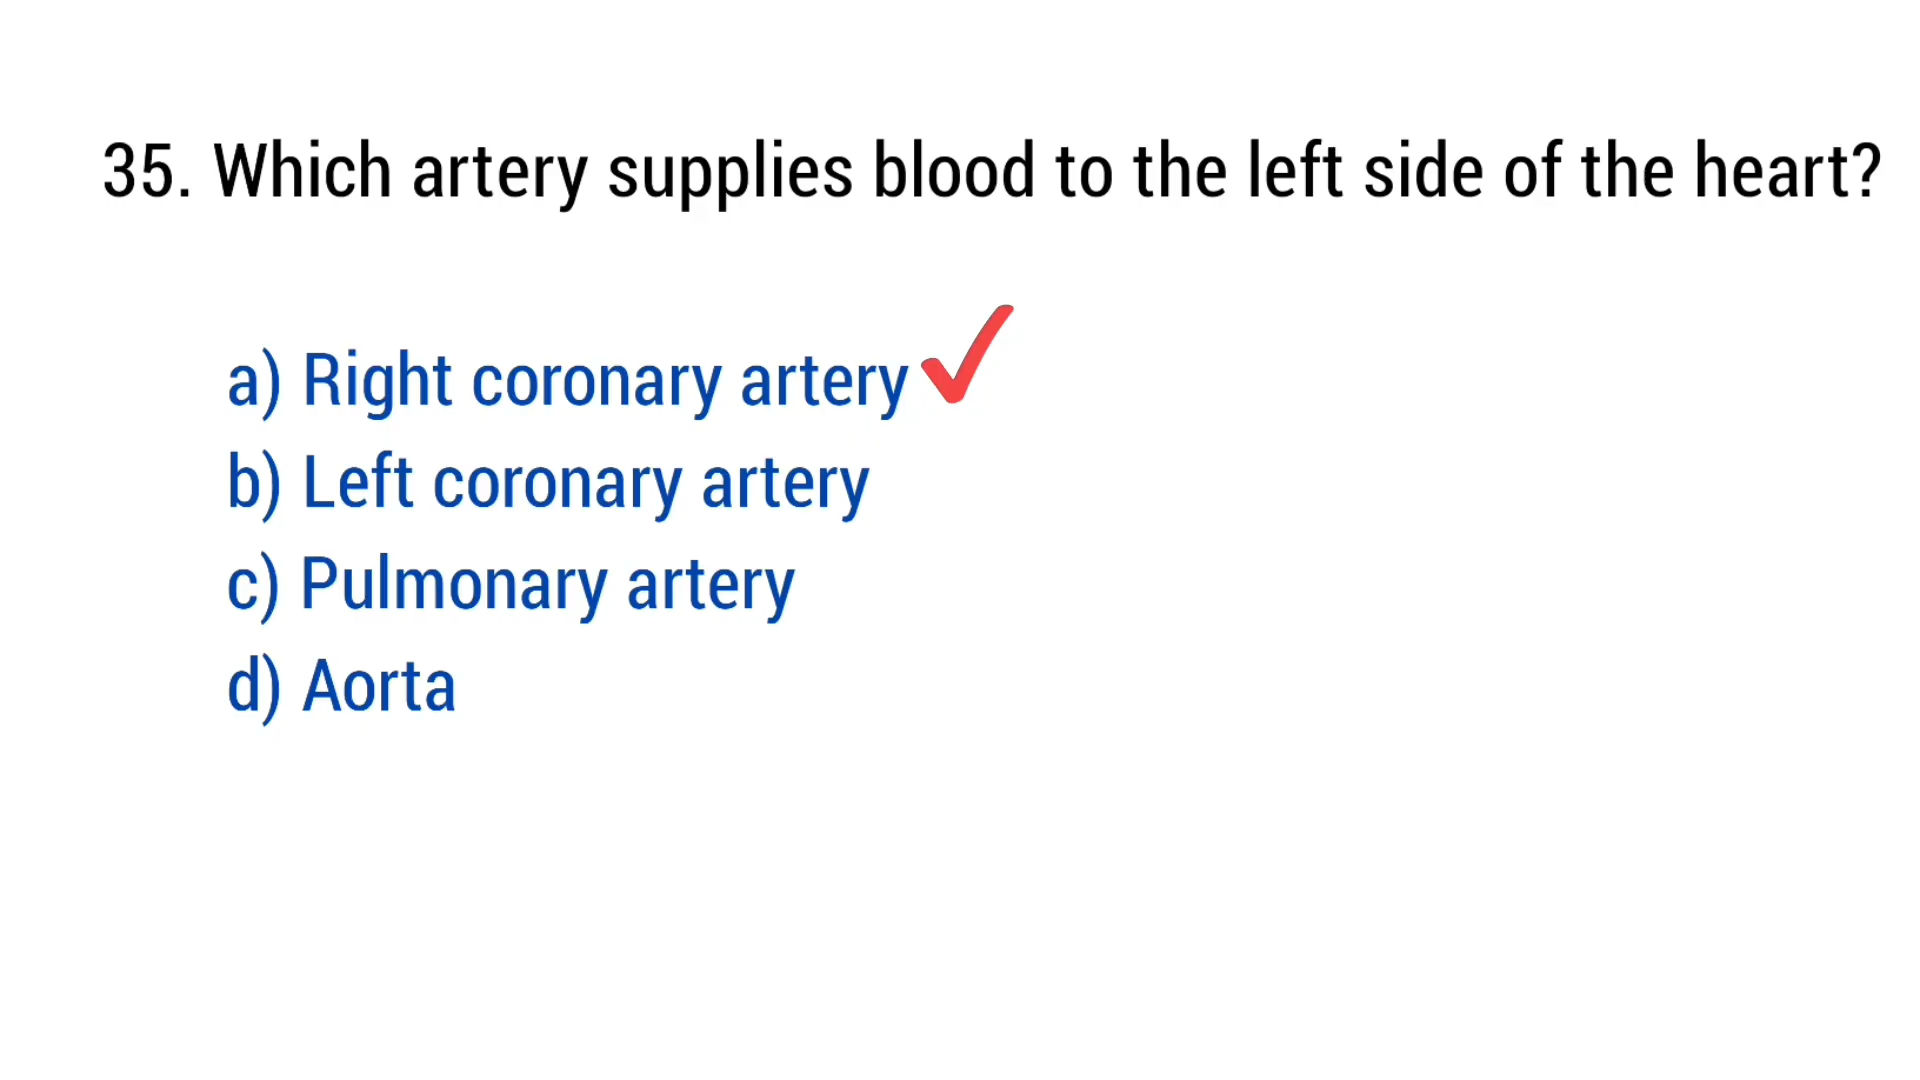 35. Which artery supplies blood to the left side of the heart?
a) Right coronary artery
b) Left coronary artery
c) Pulmonary artery
d) Aorta